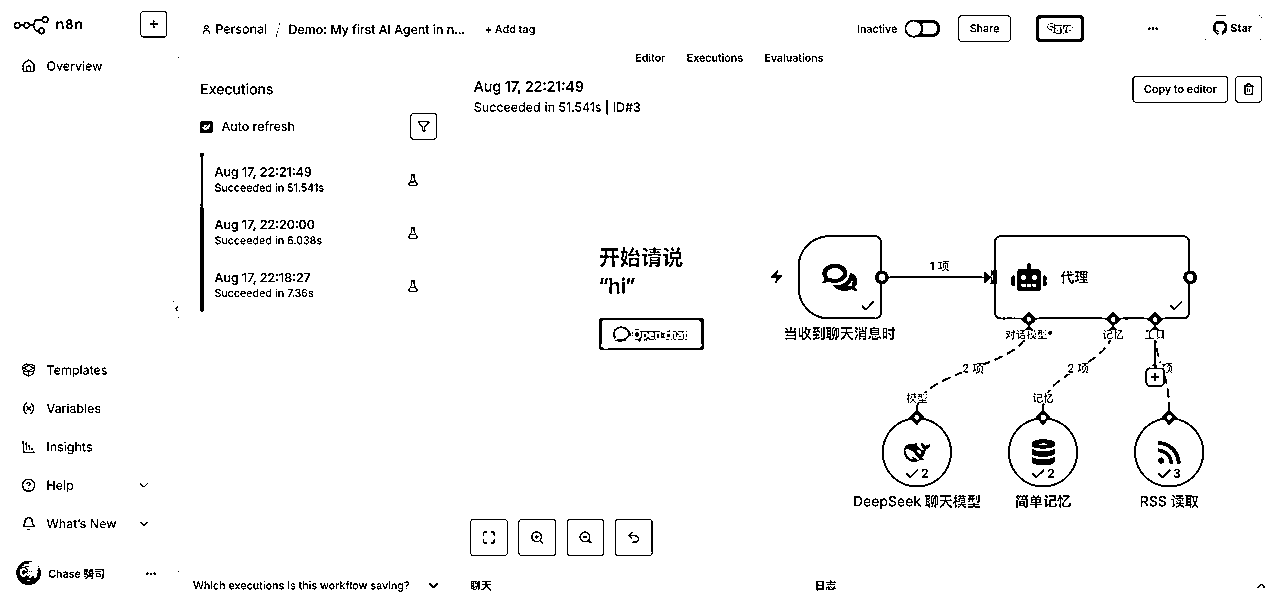 n8n
+
Personal / Demo: My first AI Agent in n... + Add tag
Inactive
Share
...
Star
Overview
Editor Executions Evaluations
Executions
Auto refresh
Aug 17, 22:21:49
Succeeded in 51.541s
Aug 17, 22:20:00
Succeeded in 6.038s
Aug 17, 22:18:27
Succeeded in 7.36s
Aug 17, 22:21:49
Succeeded in 51.541s | ID#3
Copy to editor
开始请说
“hi”
Open chat
当收到聊天消息时
1 项
代理
对话模型*
记忆
工具
2 项
2 项
项
模型
记忆
2
2
3
DeepSeek 聊天模型
简单记忆
RSS 读取
Templates
Variables
Insights
Help
What's New
Chase 骑司
...
Which executions is this workflow saving?
聊天
日志